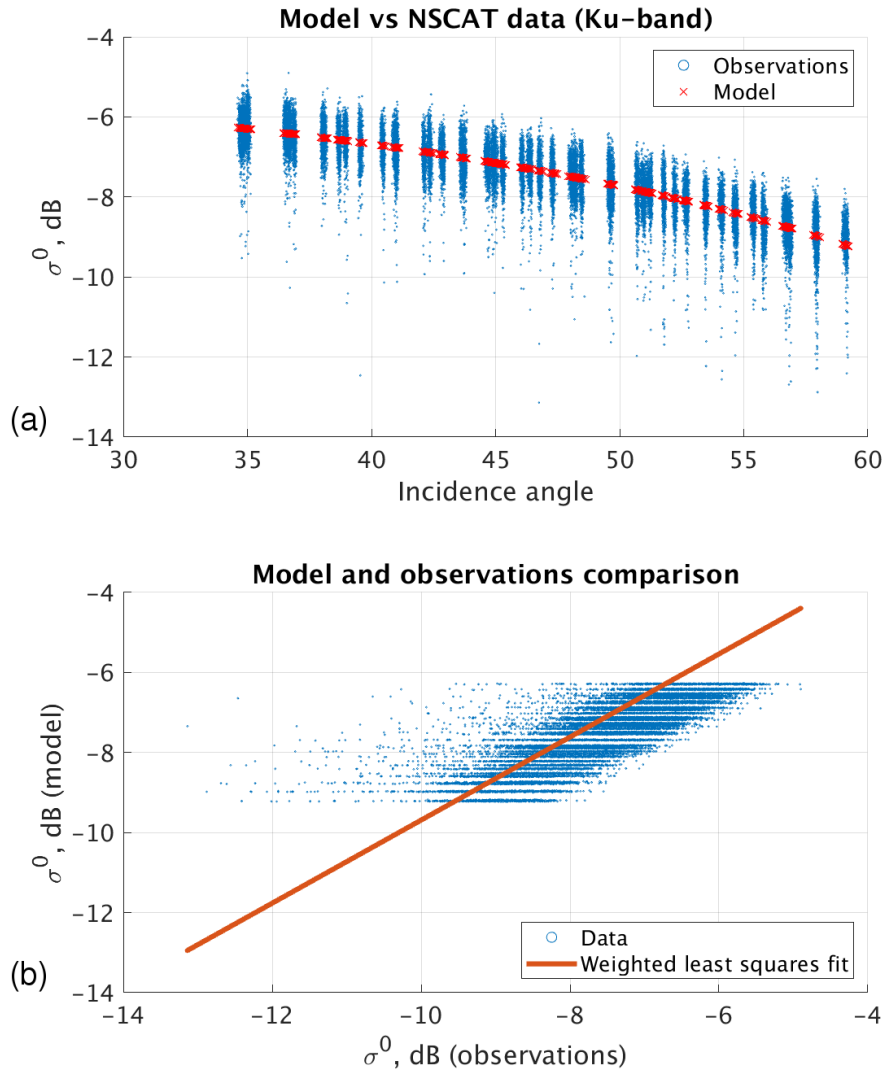 Model vs NSCAT data (Ku-band)
−4
−6
−8
−10
−12
−14
σ⁰, dB
Observations
Model
(a)
30 35 40 45 50 55 60
Incidence angle
Model and observations comparison
−4
−6
−8
−10
−12
−14
σ⁰, dB (model)
Data
Weighted least squares fit
(b)
−14 −12 −10 −8 −6 −4
σ⁰, dB (observations)